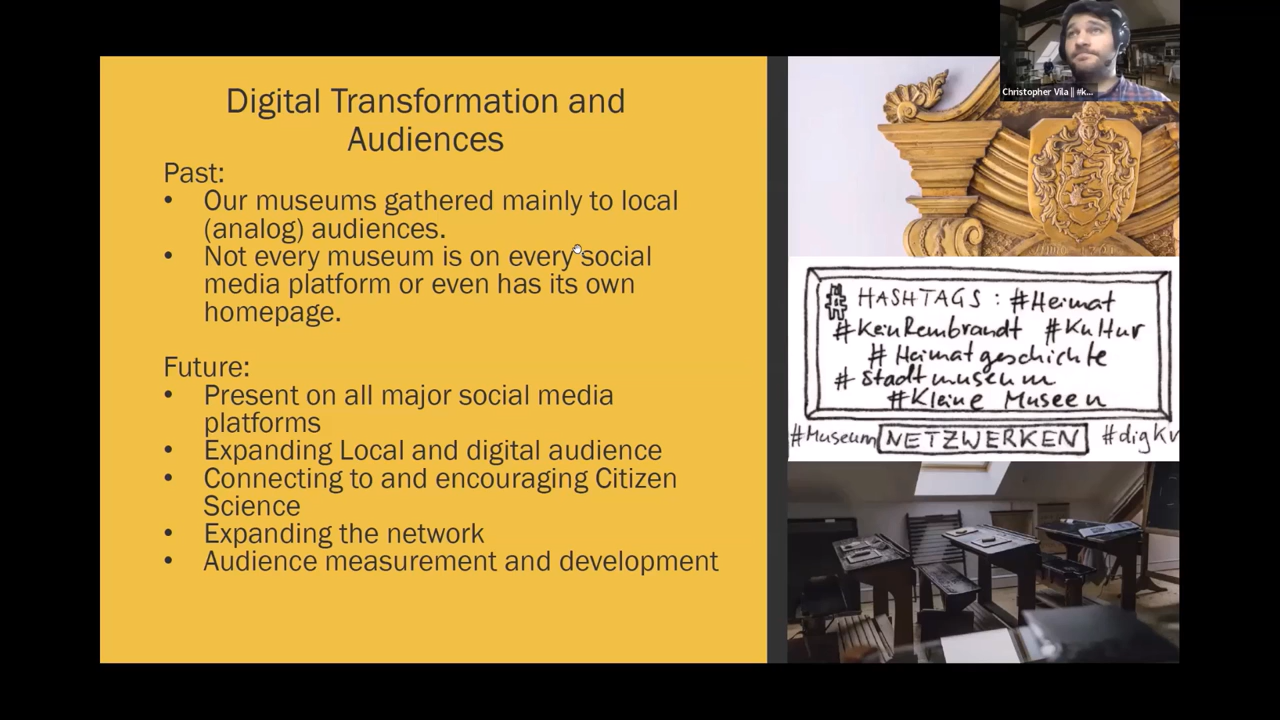 Digital Transformation and
Audiences
Past:
• Our museums gathered mainly to local
(analog) audiences.
• Not every museum is on every social
media platform or even has its own
homepage.
Future:
• Present on all major social media
platforms
• Expanding Local and digital audience
• Connecting to and encouraging Citizen
Science
• Expanding the network
• Audience measurement and development
Christopher Vila || #k...
# HASHTAGS: #Heimat
#KeinRembrandt #Kultur
# Heimatgeschichte
# Stadtmuseum
#Kleine Museen
#Museum NETZWERKEN #digKu